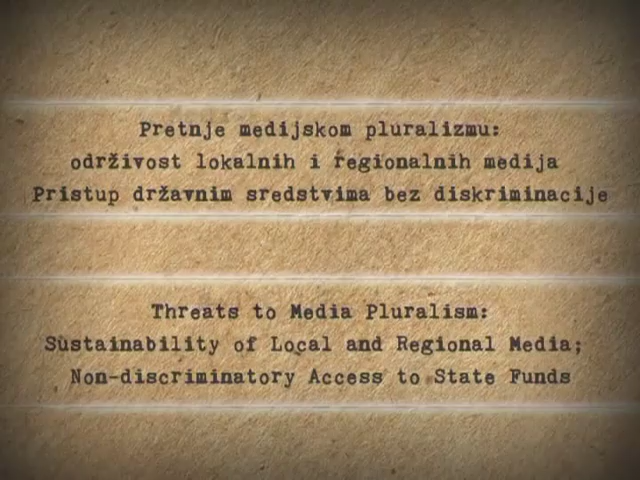 Pretnje medijskom pluralizmu:
održivost lokalnih i regionalnih medija
Pristup državnim sredstvima bez diskriminacije
Threats to Media Pluralism:
Sustainability of Local and Regional Media;
Non-discriminatory Access to State Funds